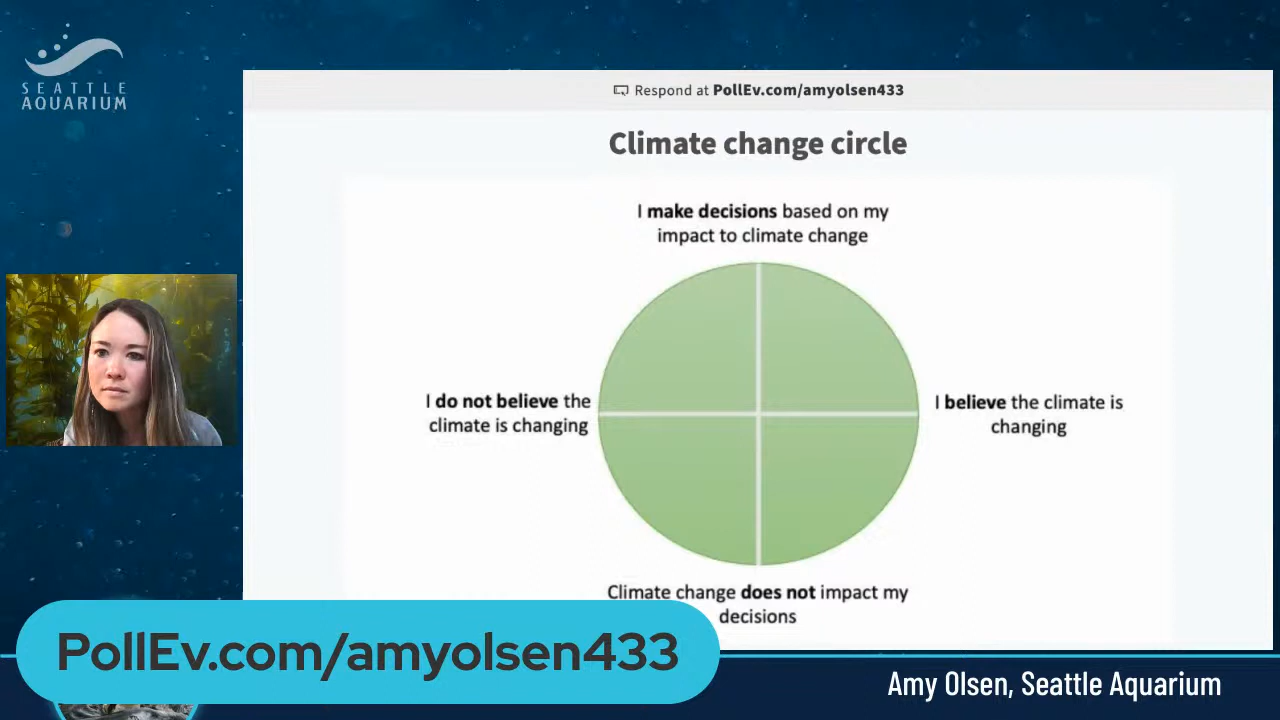 SEATTLE
AQUARIUM
Respond at PollEv.com/amyolsen433
Climate change circle
I make decisions based on my
impact to climate change
I do not believe the
climate is changing
I believe the climate is
changing
Climate change does not impact my
decisions
PollEv.com/amyolsen433
Amy Olsen, Seattle Aquarium